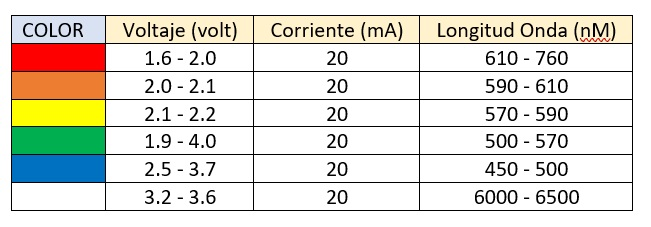 COLOR Voltaje (volt) Corriente (mA) Longitud Onda (nM)
1.6 - 2.0 20 610 - 760
2.0 - 2.1 20 590 - 610
2.1 - 2.2 20 570 - 590
1.9 - 4.0 20 500 - 570
2.5 - 3.7 20 450 - 500
3.2 - 3.6 20 6000 - 6500